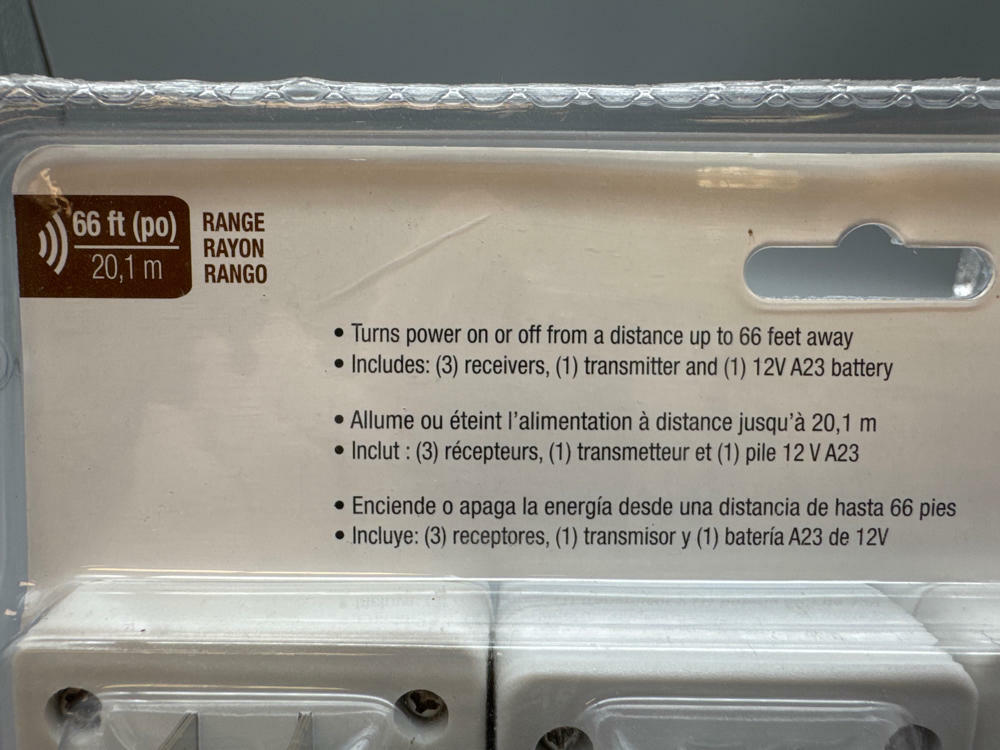 66 ft (po)
20,1 m
RANGE
RAYON
RANGO
• Turns power on or off from a distance up to 66 feet away
• Includes: (3) receivers, (1) transmitter and (1) 12V A23 battery
• Allume ou éteint l'alimentation à distance jusqu'à 20,1 m
• Inclut : (3) récepteurs, (1) transmetteur et (1) pile 12 V A23
• Enciende o apaga la energía desde una distancia de hasta 66 pies
• Incluye: (3) receptores, (1) transmisor y (1) batería A23 de 12V